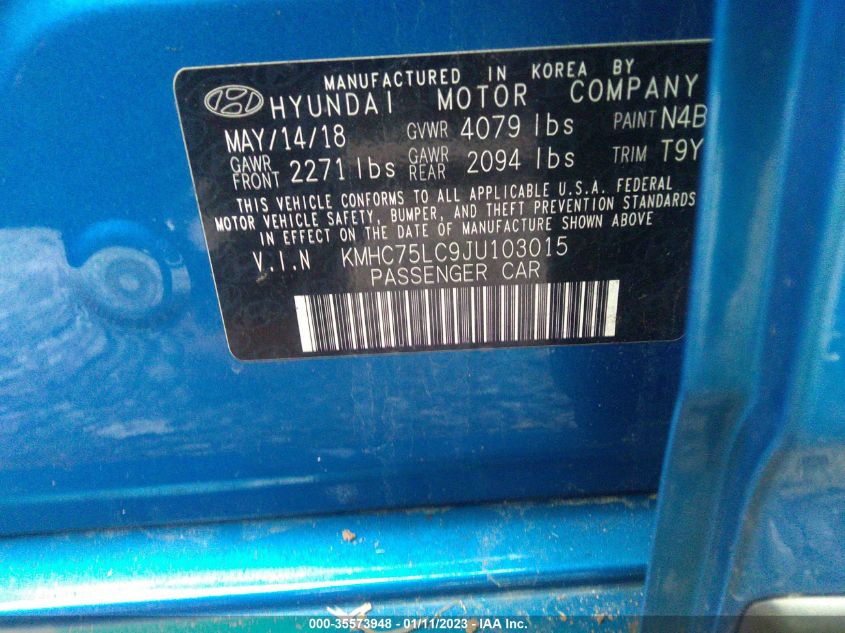 MANUFACTURED IN KOREA BY
HYUNDAI MOTOR COMPANY
MAY/14/18 GVWR 4079 lbs PAINT N4B
GAWR FRONT 2271 lbs GAWR REAR 2094 lbs TRIM T9Y
THIS VEHICLE CONFORMS TO ALL APPLICABLE U.S.A. FEDERAL
MOTOR VEHICLE SAFETY, BUMPER, AND THEFT PREVENTION STANDARDS
IN EFFECT ON THE DATE OF MANUFACTURE SHOWN ABOVE
V.I.N KMHC75LC9JU103015
PASSENGER CAR
000-35573948 - 01/11/2023 - IAA Inc.